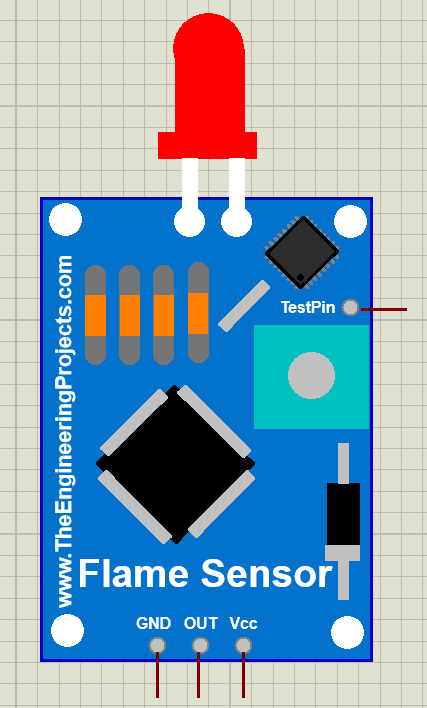 TestPin
www.TheEngineeringProjects.com
Flame Sensor
GND OUT Vcc